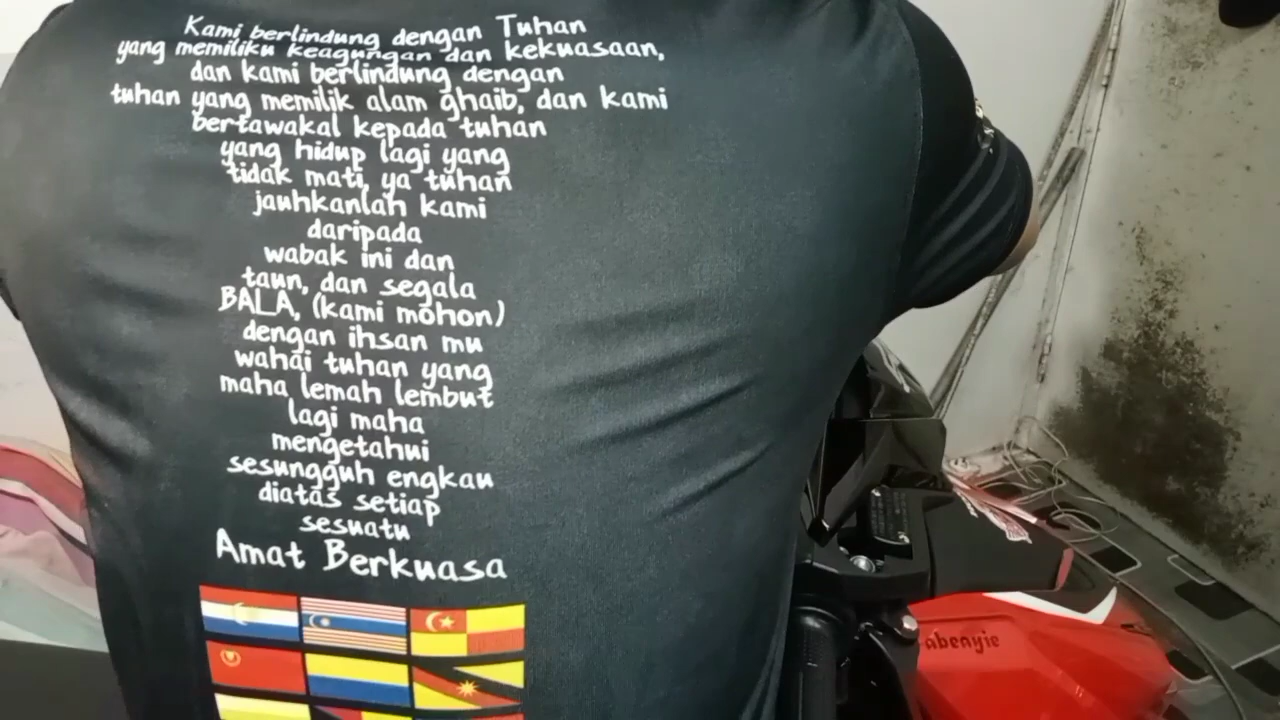 Kami berlindung dengan Tuhan
yang memiliku keagungan dan kekuasaan,
dan kami berlindung dengan
tuhan yang memilik alam ghaib, dan kami
bertawakal kepada tuhan
yang hidup lagi yang
tidak mati, ya tuhan
jauhkanlah kami
daripada
wabak ini dan
taun, dan segala
BALA, (kami mohon)
dengan ihsan mu
wahai tuhan yang
maha lemah lembut
lagi maha
mengetahui
sesungguh engkau
diatas setiap
sesuatu
Amat Berkuasa
abenyie